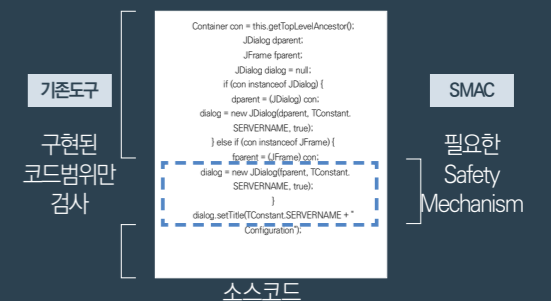 Container con = this.getTopLevelAncestor();
JDialog dparent;
JFrame fparent;
JDialog dialog = null;
if (con instanceof JDialog) {
dparent = (JDialog) con;
dialog = new JDialog(dparent, TConstant.
SERVERNAME, true);
} else if (con instanceof JFrame) {
fparent = (JFrame) con;
dialog = new JDialog(fparent, TConstant.
SERVERNAME, true);
}
dialog.setTitle(TConstant.SERVERNAME + "
Configuration");
기존도구
구현된
코드범위만
검사
SMAC
필요한
Safety
Mechanism
소스코드